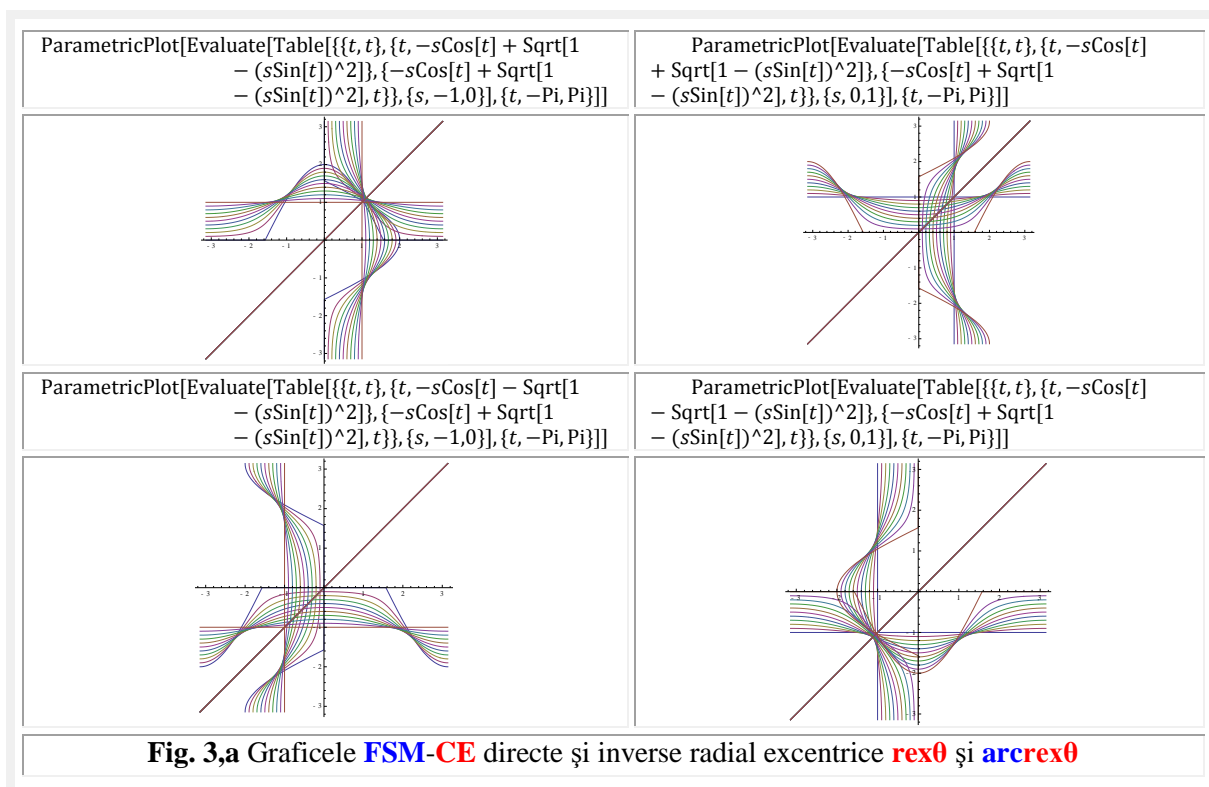 ParametricPlot[Evaluate[Table[{{t, t}, {t, −sCos[t] + Sqrt[1
− (sSin[t])^2]}, {−sCos[t] + Sqrt[1
− (sSin[t])^2], t}}, {s, −1,0}], {t, −Pi, Pi}]]
ParametricPlot[Evaluate[Table[{{t, t}, {t, −sCos[t]
+ Sqrt[1 − (sSin[t])^2]}, {−sCos[t] + Sqrt[1
− (sSin[t])^2], t}}, {s, 0,1}], {t, −Pi, Pi}]]
ParametricPlot[Evaluate[Table[{{t, t}, {t, −sCos[t] − Sqrt[1
− (sSin[t])^2]}, {−sCos[t] + Sqrt[1
− (sSin[t])^2], t}}, {s, −1,0}], {t, −Pi, Pi}]]
ParametricPlot[Evaluate[Table[{{t, t}, {t, −sCos[t]
− Sqrt[1 − (sSin[t])^2]}, {−sCos[t] + Sqrt[1
− (sSin[t])^2], t}}, {s, 0,1}], {t, −Pi, Pi}]]
Fig. 3,a Graficele FSM-CE directe şi inverse radial excentrice rexθ şi arcrexθ